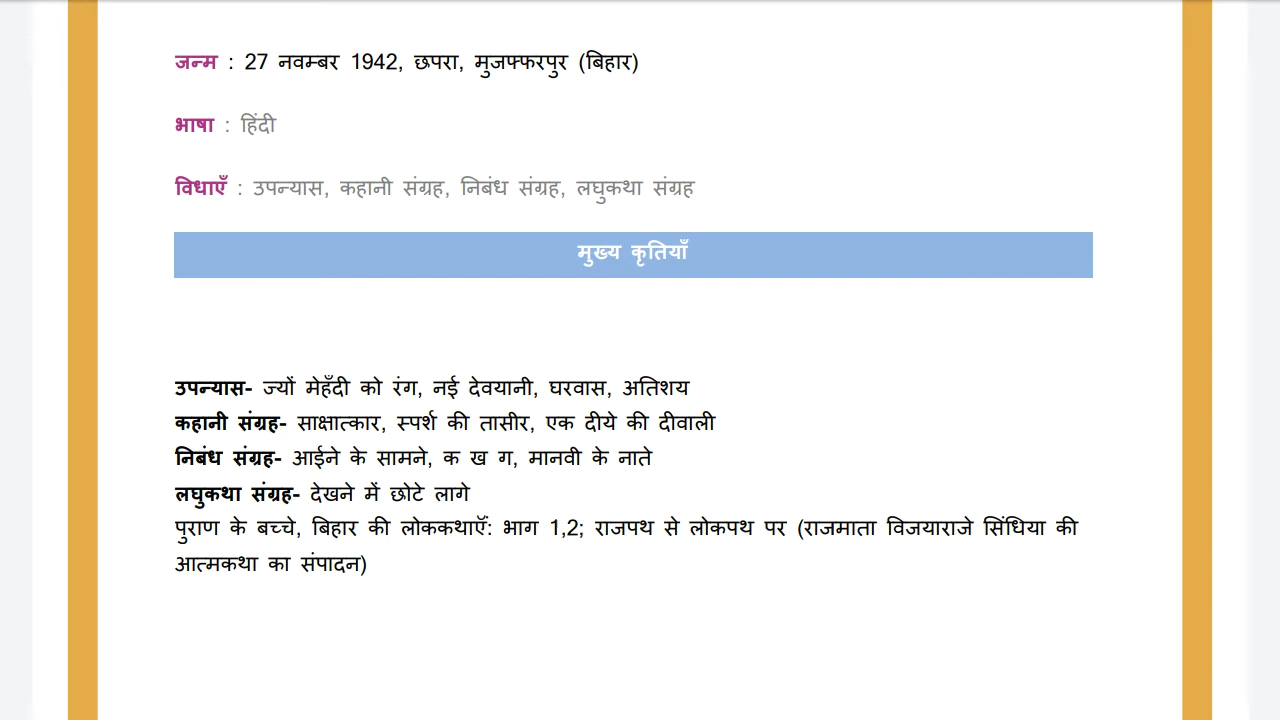 जन्म : 27 नवम्बर 1942, छपरा, मुजफ्फरपुर (बिहार)
भाषा : हिंदी
विधाएँ : उपन्यास, कहानी संग्रह, निबंध संग्रह, लघुकथा संग्रह
मुख्य कृतियाँ
उपन्यास- ज्यों मेहँदी को रंग, नई देवयानी, घरवास, अतिशय
कहानी संग्रह- साक्षात्कार, स्पर्श की तासीर, एक दीये की दीवाली
निबंध संग्रह- आईने के सामने, क ख ग, मानवी के नाते
लघुकथा संग्रह- देखने में छोटे लागे
पुराण के बच्चे, बिहार की लोककथाएँ: भाग 1,2; राजपथ से लोकपथ पर (राजमाता विजयाराजे सिंधिया की
आत्मकथा का संपादन)